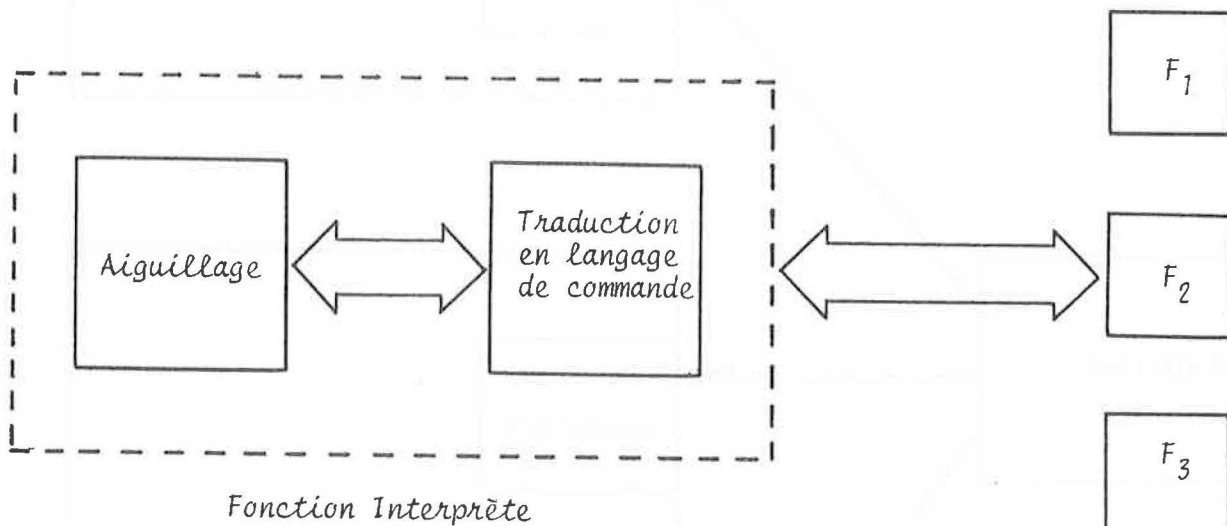 F1
Aiguillage
Traduction
en langage
de commande
F2
F3
Fonction Interprète